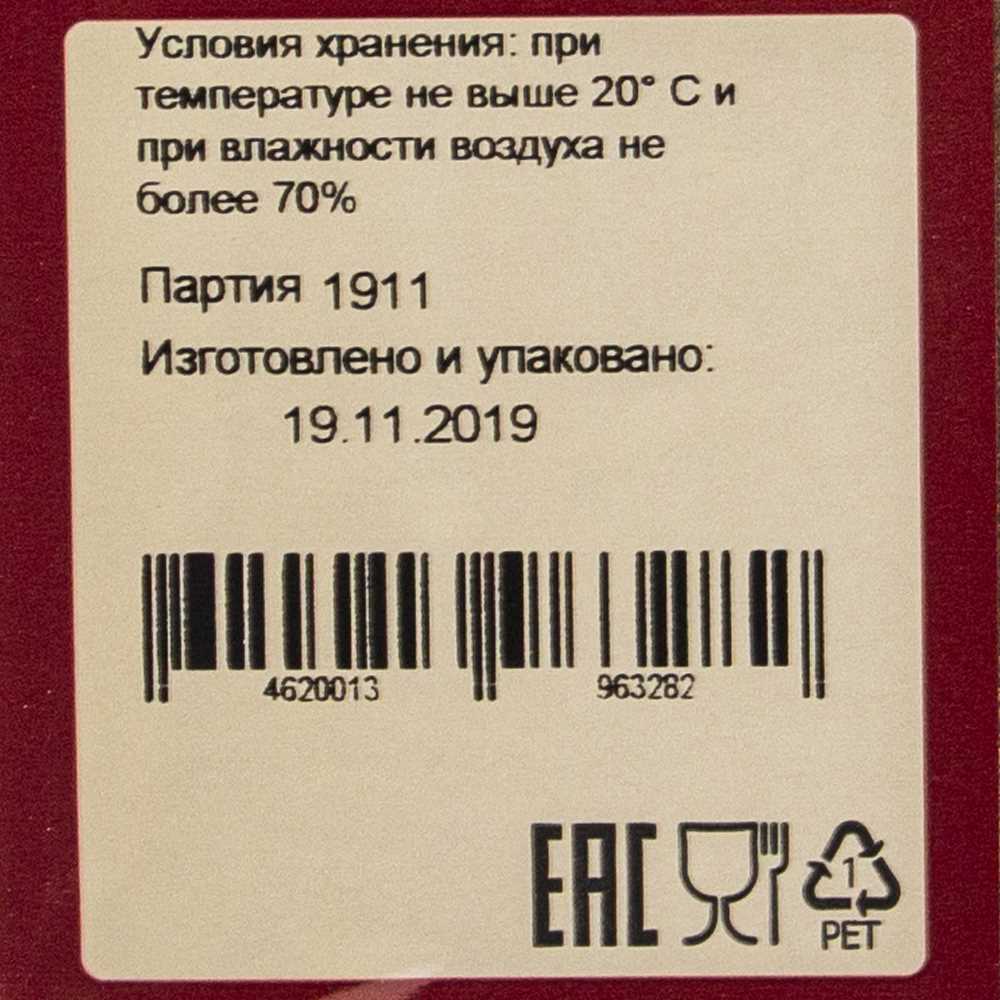 Условия хранения: при
температуре не выше 20° С и
при влажности воздуха не
более 70%
Партия 1911
Изготовлено и упаковано:
19.11.2019
4620013 963282
EAC
1
PET